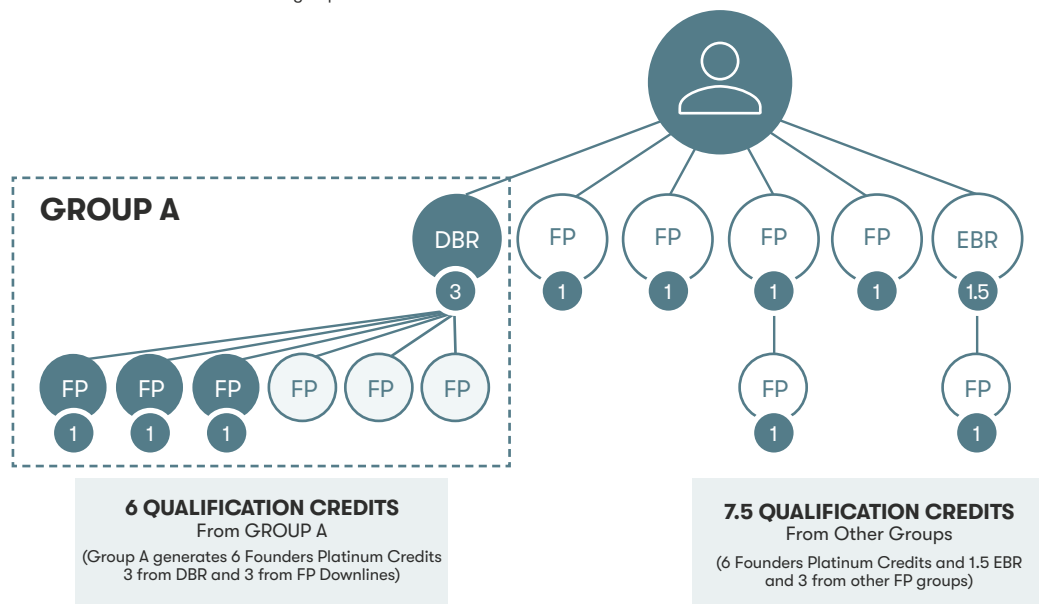 GROUP A
DBR
FP
FP
FP
FP
EBR
3
1
1
1
1
1.5
FP
FP
FP
FP
FP
FP
FP
FP
1
1
1
1
1
6 QUALIFICATION CREDITS
From GROUP A
(Group A generates 6 Founders Platinum Credits
3 from DBR and 3 from FP Downlines)
7.5 QUALIFICATION CREDITS
From Other Groups
(6 Founders Platinum Credits and 1.5 EBR
and 3 from other FP groups)